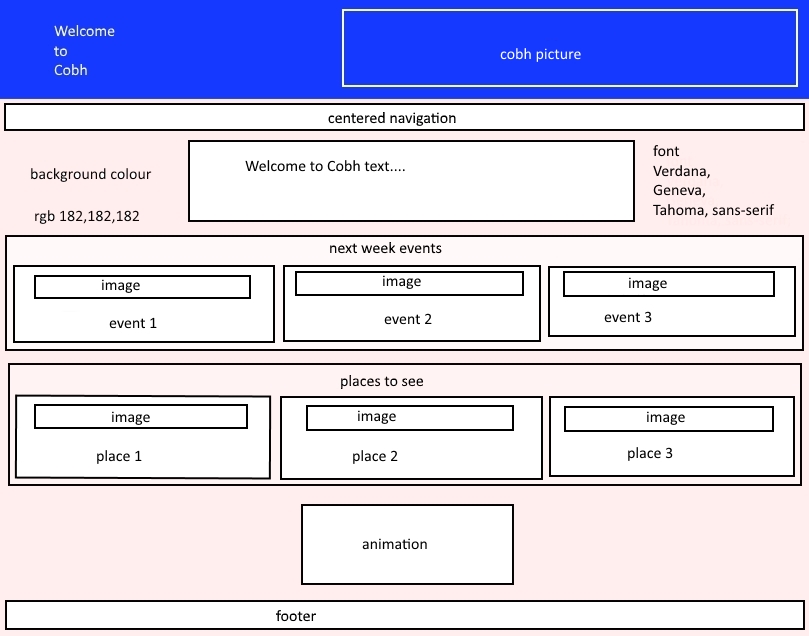 Welcome
to
Cobh
cobh picture
centered navigation
background colour
rgb 182,182,182
Welcome to Cobh text....
font
Verdana,
Geneva,
Tahoma, sans-serif
next week events
image
event 1
image
event 2
image
event 3
places to see
image
place 1
image
place 2
image
place 3
animation
footer